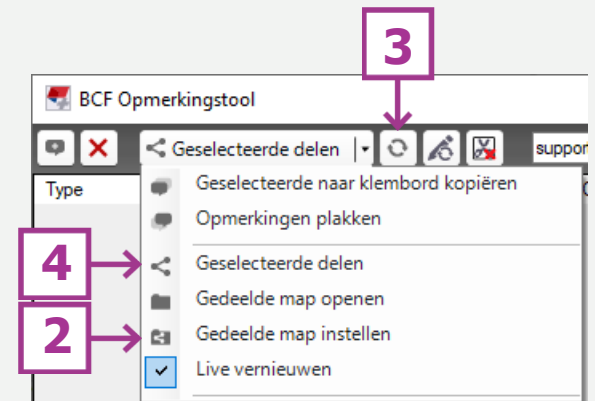 3
BCF Opmerkingstool
Geselecteerde delen
suppor
Type
Geselecteerde naar klembord kopiëren
Opmerkingen plakken
4
Geselecteerde delen
Gedeelde map openen
2
Gedeelde map instellen
Live vernieuwen